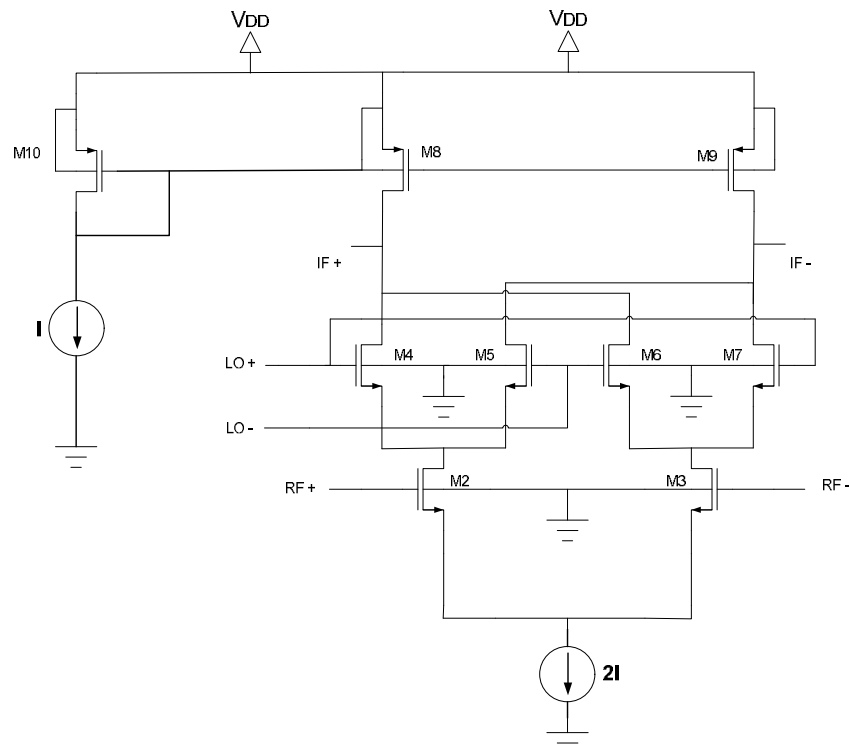 VDD
VDD
M10
M8
M9
IF +
IF -
I
M4
M5
M6
M7
LO +
LO -
RF +
M2
M3
RF -
2I